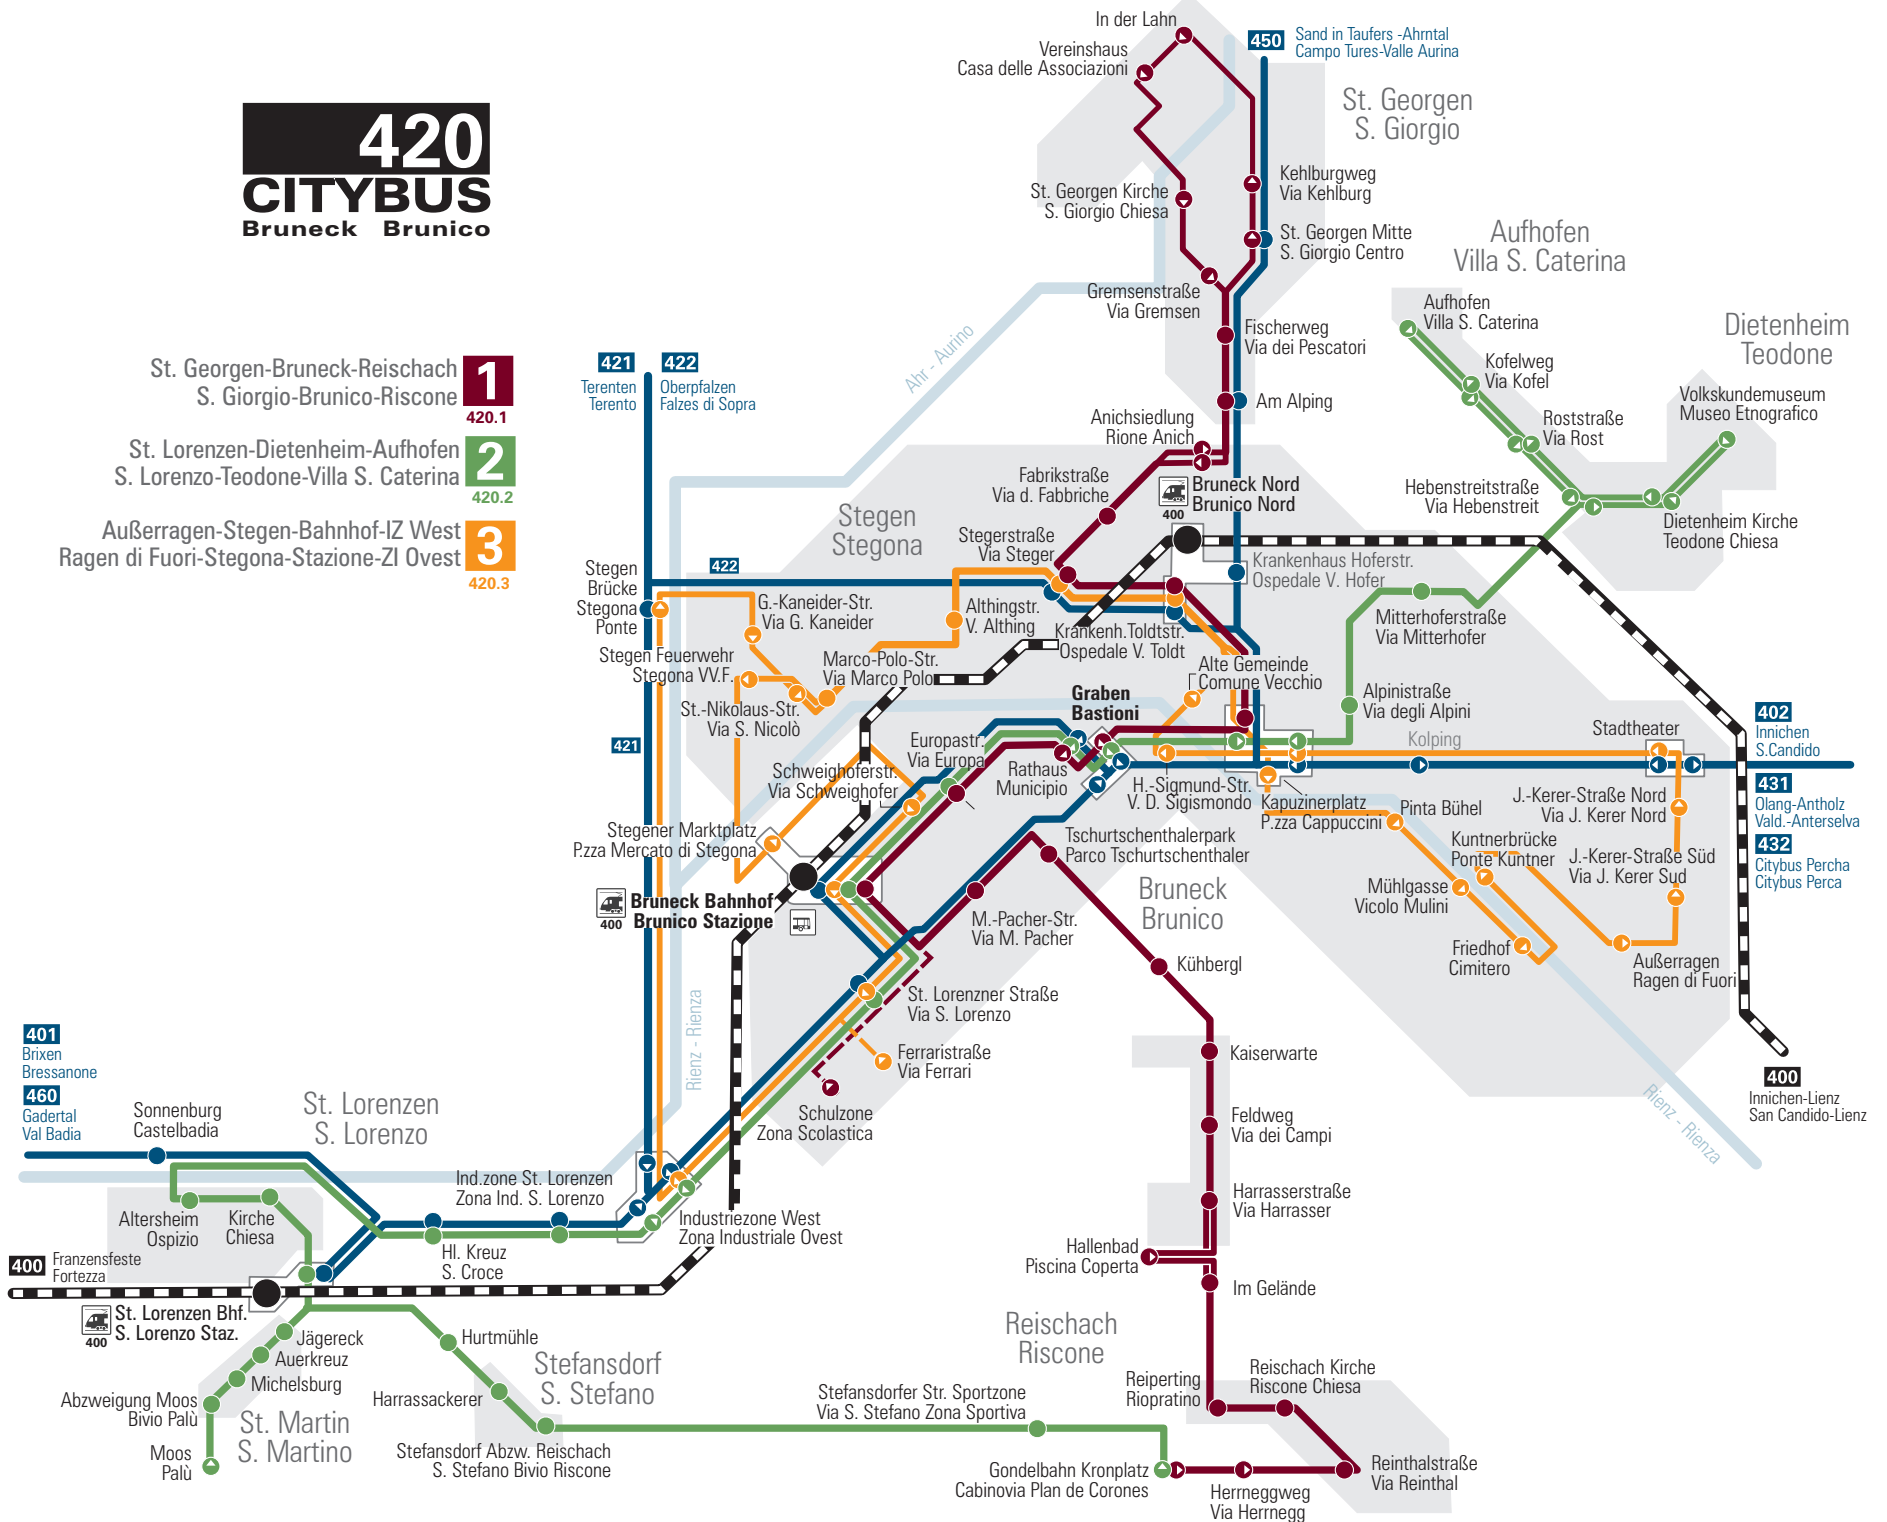 420
CITYBUS
Bruneck Brunico
St. Georgen-Bruneck-Reischach
S. Giorgio-Brunico-Riscone
1
420.1
St. Lorenzen-Dietenheim-Aufhofen
S. Lorenzo-Teodone-Villa S. Caterina
2
420.2
Außerragen-Stegen-Bahnhof-IZ West
Ragen di Fuori-Stegona-Stazione-ZI Ovest
3
420.3
In der Lahn
Vereinshaus
Casa delle Associazioni
450
Sand in Taufers -Ahrntal
Campo Tures-Valle Aurina
St. Georgen
S. Giorgio
St. Georgen Kirche
S. Giorgio Chiesa
Kehlburgweg
Via Kehlburg
St. Georgen Mitte
S. Giorgio Centro
Gremsenstraße
Via Gremsen
Fischerweg
Via dei Pescatori
Am Alping
Ahr - Aurino
Aufhofen
Villa S. Caterina
Aufhofen
Villa S. Caterina
Kofelweg
Via Kofel
Roststraße
Via Rost
Dietenheim
Teodone
Volkskundemuseum
Museo Etnografico
Hebenstreitstraße
Via Hebenstreit
Dietenheim Kirche
Teodone Chiesa
421
Terenten
Terento
422
Oberpfalzen
Falzes di Sopra
Anichsiedlung
Rione Anich
Fabrikstraße
Via d. Fabbriche
Stegerstraße
Via Steger
Stegen
Stegona
400
Bruneck Nord
Brunico Nord
Krankenhaus Hoferstr.
Ospedale V. Hofer
Stegen
Brücke
Stegona
Ponte
422
G.-Kaneider-Str.
Via G. Kaneider
Althingstr.
V. Althing
Krankenh.Toldtstr.
Ospedale V. Toldt
Mitterhoferstraße
Via Mitterhofer
Stegen Feuerwehr
Stegona VV.F.
Marco-Polo-Str.
Via Marco Polo
Alte Gemeinde
Comune Vecchio
St.-Nikolaus-Str.
Via S. Nicolò
Graben
Bastioni
Alpinistraße
Via degli Alpini
421
Europastr.
Via Europa
Kolping
Stadtheater
402
Innichen
S.Candido
431
Olang-Antholz
Vald.-Anterselva
432
Citybus Percha
Citybus Perca
Schweighoferstr.
Via Schweighofer
Rathaus
Municipio
H.-Sigmund-Str.
V. D. Sigismondo
Kapuzinerplatz
P.zza Cappuccini
Pinta Bühel
J.-Kerer-Straße Nord
Via J. Kerer Nord
Stegener Marktplatz
P.zza Mercato di Stegona
Tschurtschenthalerpark
Parco Tschurtschenthaler
Kuntnerbrücke
Ponte Kuntner
J.-Kerer-Straße Süd
Via J. Kerer Sud
400
Bruneck Bahnhof
Brunico Stazione
Bruneck
Brunico
Mühlgasse
Vicolo Mulini
M.-Pacher-Str.
Via M. Pacher
Friedhof
Cimitero
Außerragen
Ragen di Fuori
Kühbergl
St. Lorenzner Straße
Via S. Lorenzo
Rienz - Rienza
Ferraristraße
Via Ferrari
Kaiserwarte
Schulzone
Zona Scolastica
Feldweg
Via dei Campi
Rienz - Rienza
400
Innichen-Lienz
San Candido-Lienz
401
Brixen
Bressanone
460
Gadertal
Val Badia
Sonnenburg
Castelbadia
St. Lorenzen
S. Lorenzo
Ind.zone St. Lorenzen
Zona Ind. S. Lorenzo
Altersheim
Ospizio
Kirche
Chiesa
Industriezone West
Zona Industriale Ovest
Harrasserstraße
Via Harrasser
Hl. Kreuz
S. Croce
Hallenbad
Piscina Coperta
Im Gelände
400
Franzensfeste
Fortezza
400
St. Lorenzen Bhf.
S. Lorenzo Staz.
Jägereck
Auerkreuz
Michelsburg
Hurtmühle
Stefansdorf
S. Stefano
Harrassackerer
Reischach
Riscone
Reiperting
Riopratino
Reischach Kirche
Riscone Chiesa
Abzweigung Moos
Bivio Palù
St. Martin
S. Martino
Moos
Palù
Stefansdorf Abzw. Reischach
S. Stefano Bivio Riscone
Stefansdorfer Str. Sportzone
Via S. Stefano Zona Sportiva
Gondelbahn Kronplatz
Cabinovia Plan de Corones
Herrneggweg
Via Herrnegg
Reinthalstraße
Via Reinthal